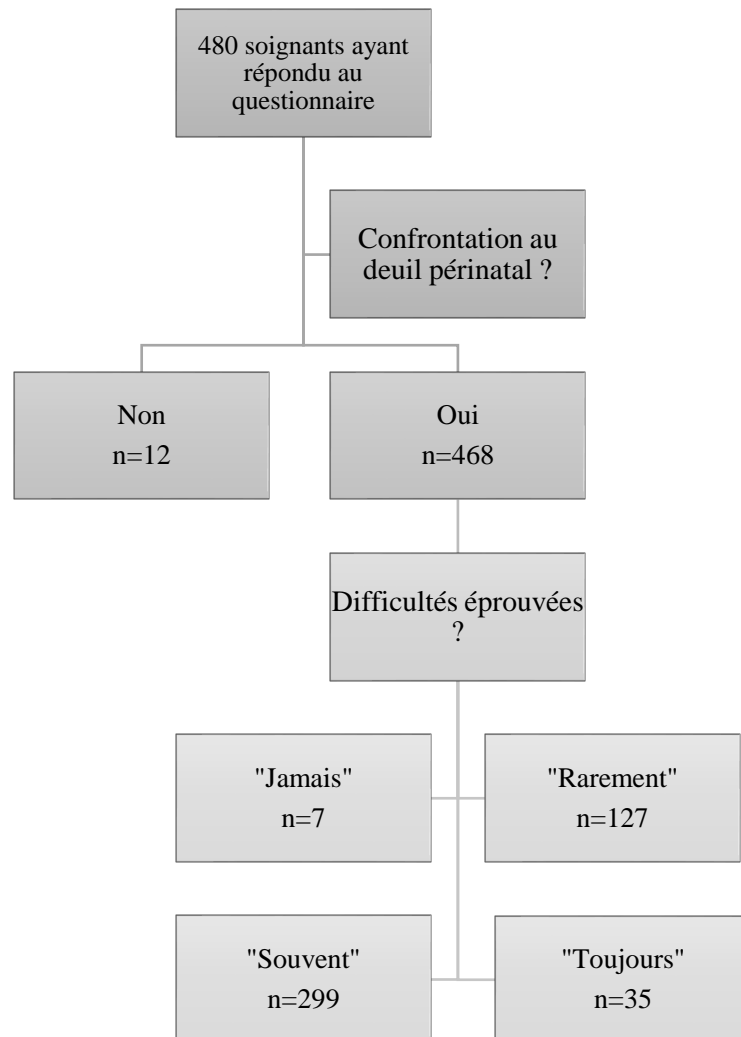 480 soignants ayant
répondu au
questionnaire
Confrontation au
deuil périnatal ?
Non
n=12
Oui
n=468
Difficultés éprouvées
?
"Jamais"
n=7
"Rarement"
n=127
"Souvent"
n=299
"Toujours"
n=35